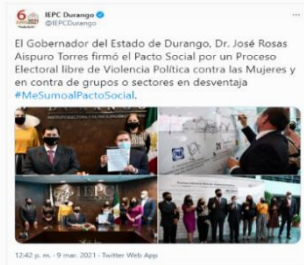 IEPC Durango
@IEPCDurango
El Gobernador del Estado de Durango, Dr. José Rosas
Aispuro Torres firmó el Pacto Social por un Proceso
Electoral libre de Violencia Política contra las Mujeres y
en contra de grupos o sectores en desventaja
#MeSumoalPactoSocial.
IEPC
12:42 p. m. · 9 mar. 2021 · Twitter Web App